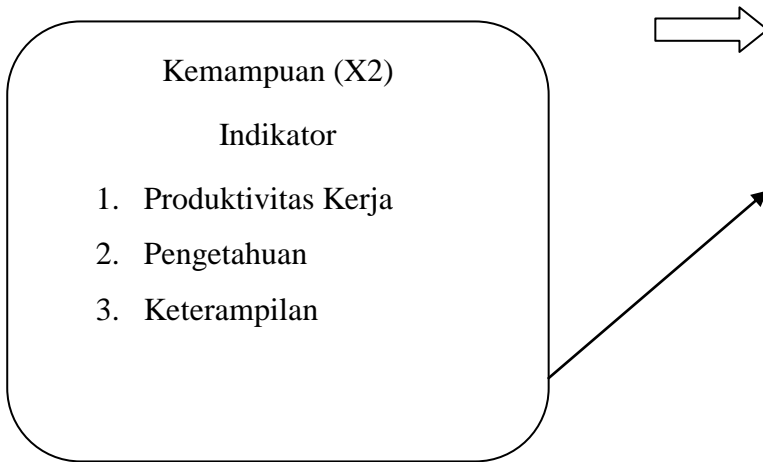 Kemampuan (X2)
Indikator
1. Produktivitas Kerja
2. Pengetahuan
3. Keterampilan